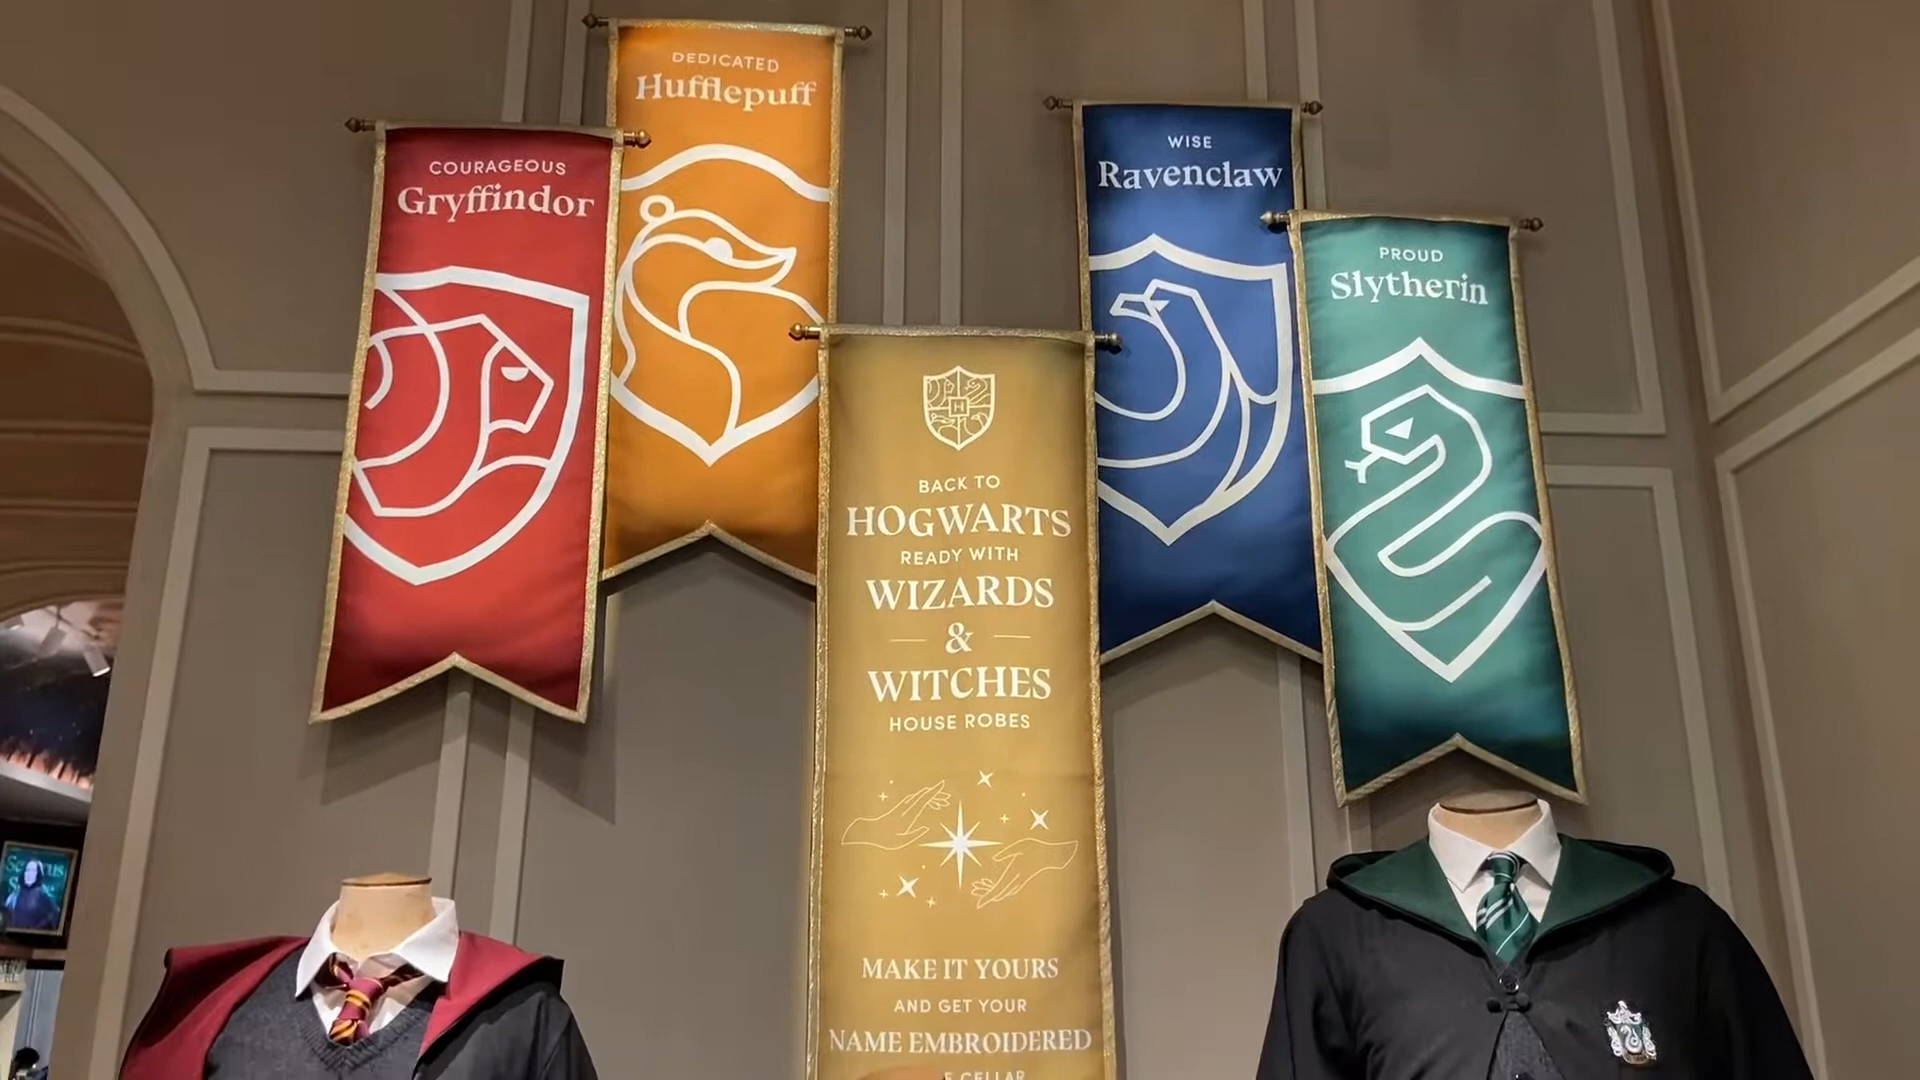 DEDICATED
Hufflepuff
COURAGEOUS
Gryffindor
WISE
Ravenclaw
PROUD
Slytherin
BACK TO
HOGWARTS
READY WITH
WIZARDS
&
WITCHES
HOUSE ROBES
MAKE IT YOURS
AND GET YOUR
NAME EMBROIDERED
CELLAR